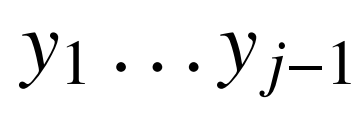 y₁ . . . yⱼ₋₁